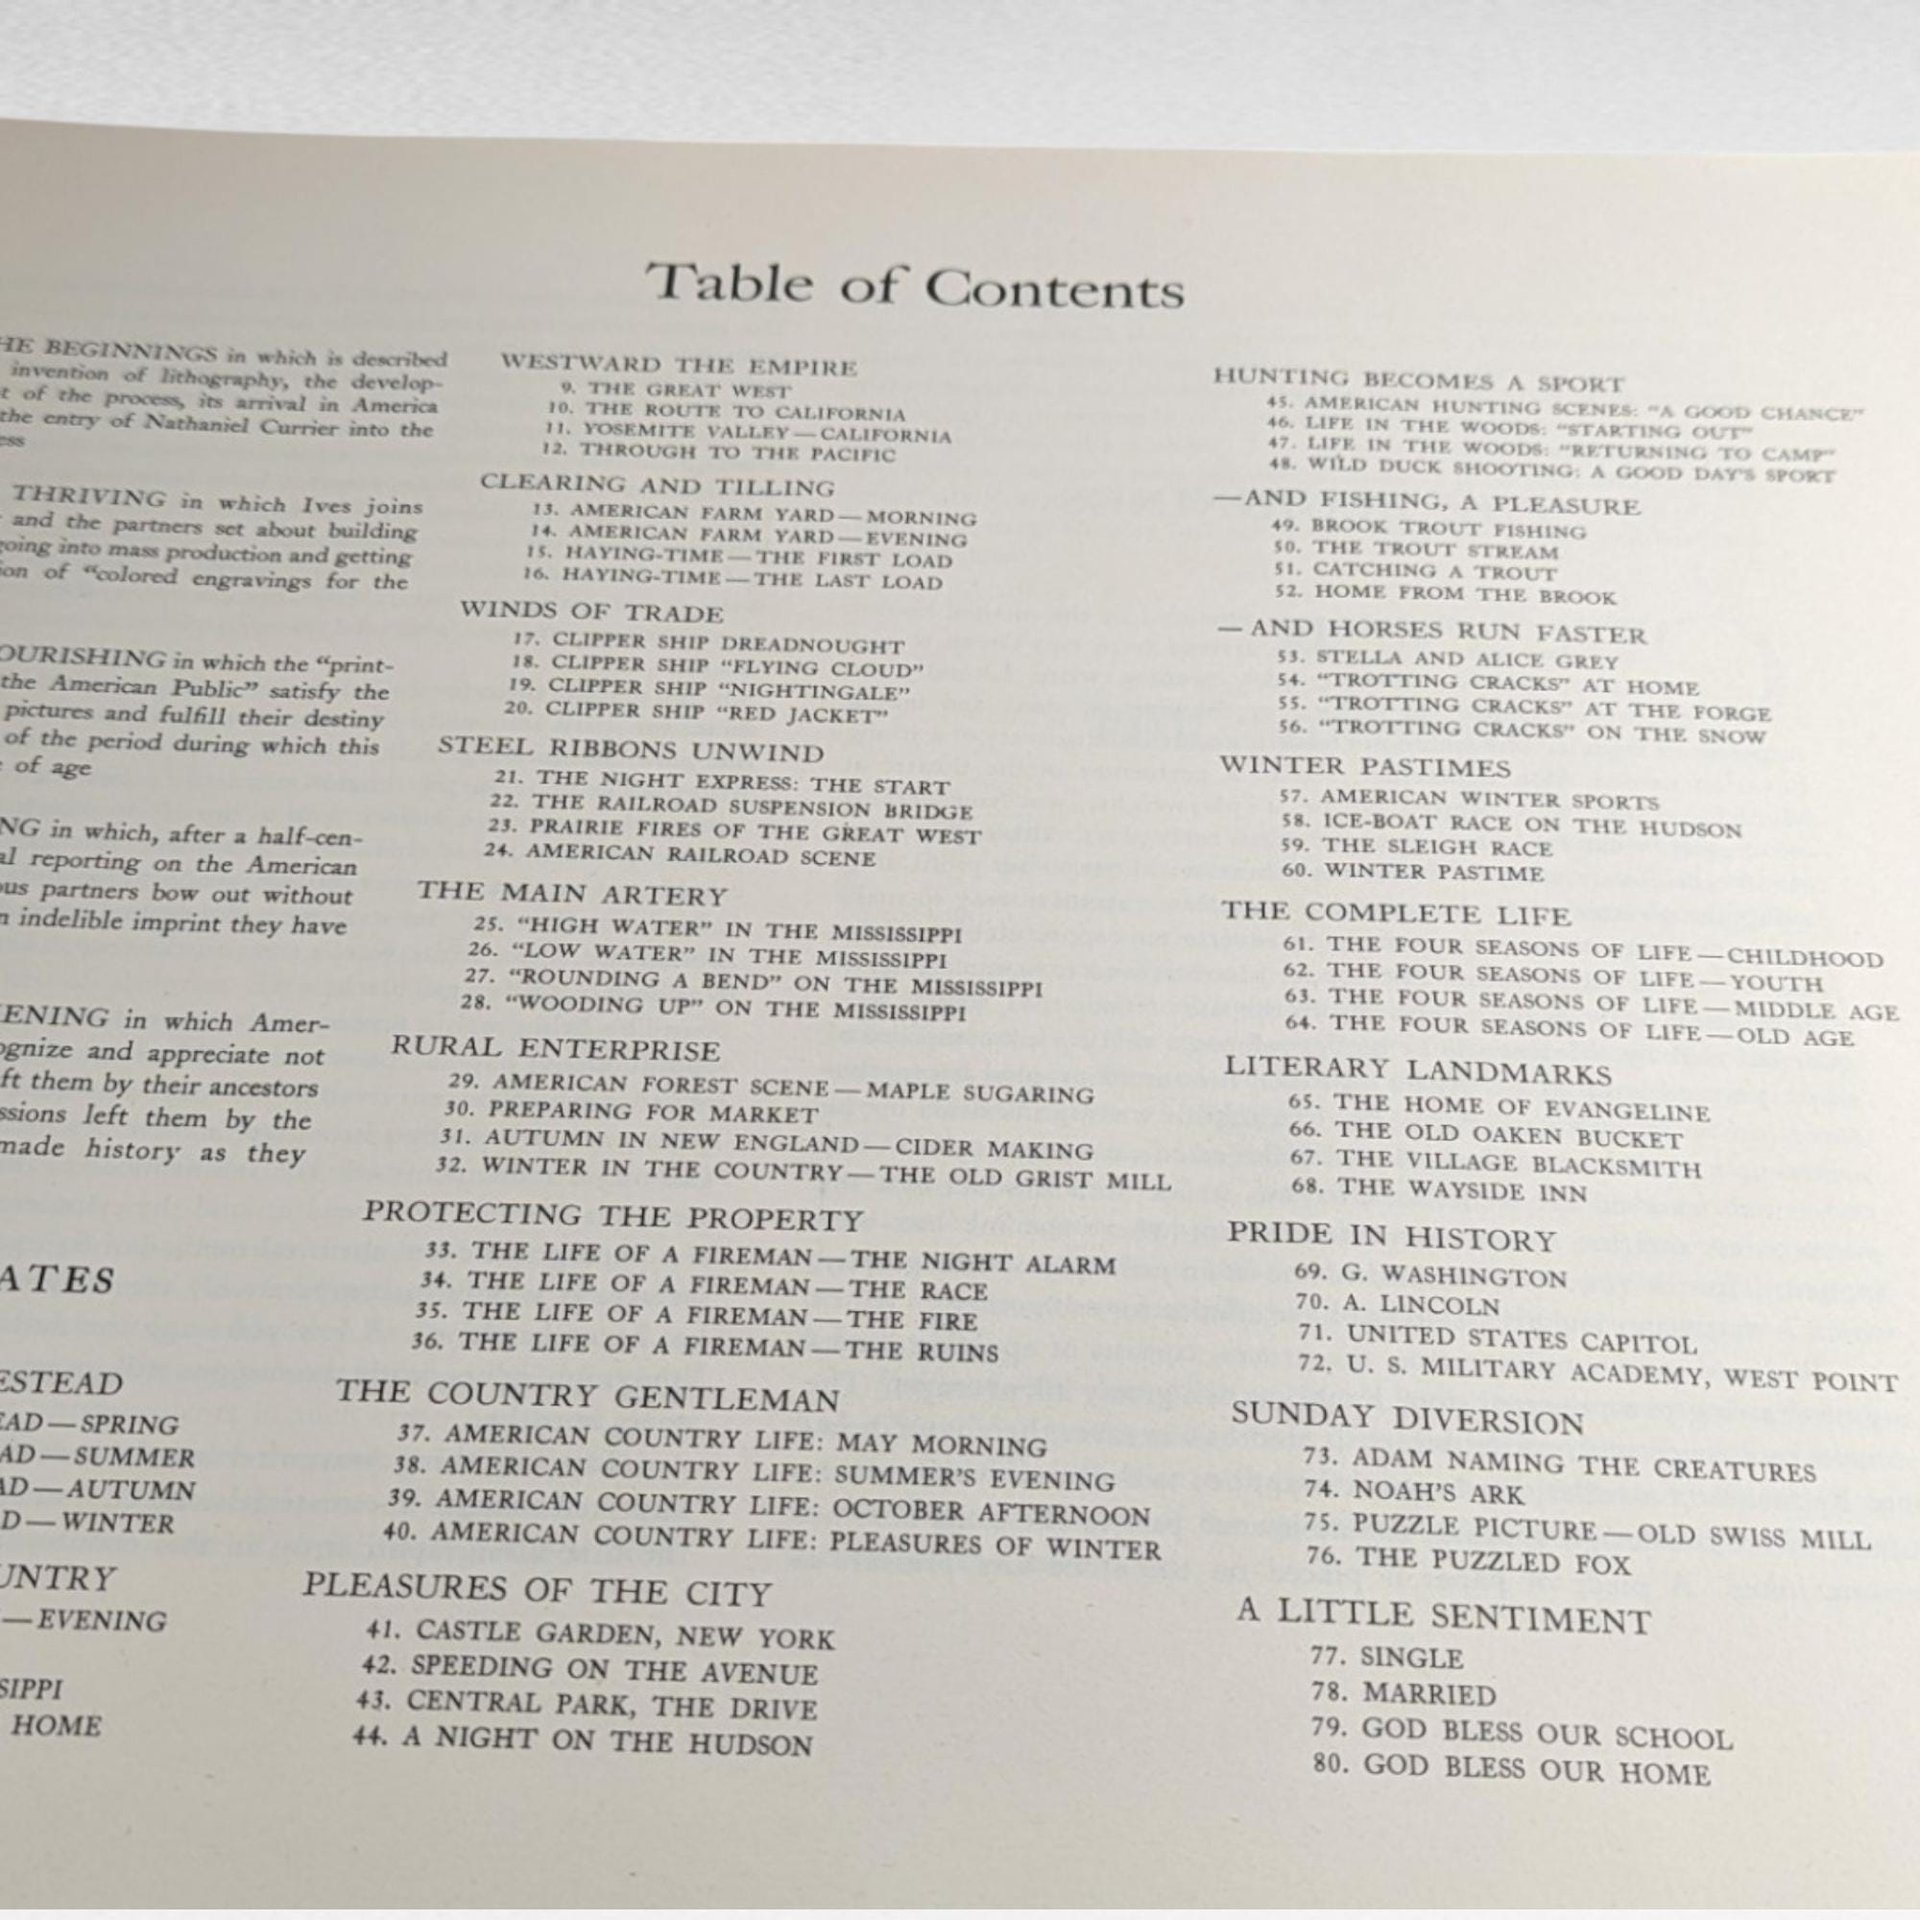 Table of Contents
HE BEGINNINGS in which is described
invention of lithography, the develop-
t of the process, its arrival in America
the entry of Nathaniel Currier into the
ess
THRIVING in which Ives joins
and the partners set about building
going into mass production and getting
ion of “colored engravings for the
OURISHING in which the “print-
the American Public” satisfy the
pictures and fulfill their destiny
of the period during which this
of age
NG in which, after a half-cen-
al reporting on the American
ous partners bow out without
n indelible imprint they have
ENING in which Amer-
ognize and appreciate not
ft them by their ancestors
ssions left them by the
made history as they
ATES
ESTEAD
EAD—SPRING
AD—SUMMER
AD—AUTUMN
D—WINTER
UNTRY
—EVENING
SIPPI
HOME
WESTWARD THE EMPIRE
9. THE GREAT WEST
10. THE ROUTE TO CALIFORNIA
11. YOSEMITE VALLEY—CALIFORNIA
12. THROUGH TO THE PACIFIC
CLEARING AND TILLING
13. AMERICAN FARM YARD—MORNING
14. AMERICAN FARM YARD—EVENING
15. HAYING-TIME—THE FIRST LOAD
16. HAYING-TIME—THE LAST LOAD
WINDS OF TRADE
17. CLIPPER SHIP DREADNOUGHT
18. CLIPPER SHIP “FLYING CLOUD”
19. CLIPPER SHIP “NIGHTINGALE”
20. CLIPPER SHIP “RED JACKET”
STEEL RIBBONS UNWIND
21. THE NIGHT EXPRESS: THE START
22. THE RAILROAD SUSPENSION BRIDGE
23. PRAIRIE FIRES OF THE GREAT WEST
24. AMERICAN RAILROAD SCENE
THE MAIN ARTERY
25. “HIGH WATER” IN THE MISSISSIPPI
26. “LOW WATER” IN THE MISSISSIPPI
27. “ROUNDING A BEND” ON THE MISSISSIPPI
28. “WOODING UP” ON THE MISSISSIPPI
RURAL ENTERPRISE
29. AMERICAN FOREST SCENE—MAPLE SUGARING
30. PREPARING FOR MARKET
31. AUTUMN IN NEW ENGLAND—CIDER MAKING
32. WINTER IN THE COUNTRY—THE OLD GRIST MILL
PROTECTING THE PROPERTY
33. THE LIFE OF A FIREMAN—THE NIGHT ALARM
34. THE LIFE OF A FIREMAN—THE RACE
35. THE LIFE OF A FIREMAN—THE FIRE
36. THE LIFE OF A FIREMAN—THE RUINS
THE COUNTRY GENTLEMAN
37. AMERICAN COUNTRY LIFE: MAY MORNING
38. AMERICAN COUNTRY LIFE: SUMMER'S EVENING
39. AMERICAN COUNTRY LIFE: OCTOBER AFTERNOON
40. AMERICAN COUNTRY LIFE: PLEASURES OF WINTER
PLEASURES OF THE CITY
41. CASTLE GARDEN, NEW YORK
42. SPEEDING ON THE AVENUE
43. CENTRAL PARK, THE DRIVE
44. A NIGHT ON THE HUDSON
HUNTING BECOMES A SPORT
45. AMERICAN HUNTING SCENES: “A GOOD CHANCE”
46. LIFE IN THE WOODS: “STARTING OUT”
47. LIFE IN THE WOODS: “RETURNING TO CAMP”
48. WILD DUCK SHOOTING: A GOOD DAY'S SPORT
—AND FISHING, A PLEASURE
49. BROOK TROUT FISHING
50. THE TROUT STREAM
51. CATCHING A TROUT
52. HOME FROM THE BROOK
—AND HORSES RUN FASTER
53. STELLA AND ALICE GREY
54. “TROTTING CRACKS” AT HOME
55. “TROTTING CRACKS” AT THE FORGE
56. “TROTTING CRACKS” ON THE SNOW
WINTER PASTIMES
57. AMERICAN WINTER SPORTS
58. ICE-BOAT RACE ON THE HUDSON
59. THE SLEIGH RACE
60. WINTER PASTIME
THE COMPLETE LIFE
61. THE FOUR SEASONS OF LIFE—CHILDHOOD
62. THE FOUR SEASONS OF LIFE—YOUTH
63. THE FOUR SEASONS OF LIFE—MIDDLE AGE
64. THE FOUR SEASONS OF LIFE—OLD AGE
LITERARY LANDMARKS
65. THE HOME OF EVANGELINE
66. THE OLD OAKEN BUCKET
67. THE VILLAGE BLACKSMITH
68. THE WAYSIDE INN
PRIDE IN HISTORY
69. G. WASHINGTON
70. A. LINCOLN
71. UNITED STATES CAPITOL
72. U. S. MILITARY ACADEMY, WEST POINT
SUNDAY DIVERSION
73. ADAM NAMING THE CREATURES
74. NOAH'S ARK
75. PUZZLE PICTURE—OLD SWISS MILL
76. THE PUZZLED FOX
A LITTLE SENTIMENT
77. SINGLE
78. MARRIED
79. GOD BLESS OUR SCHOOL
80. GOD BLESS OUR HOME